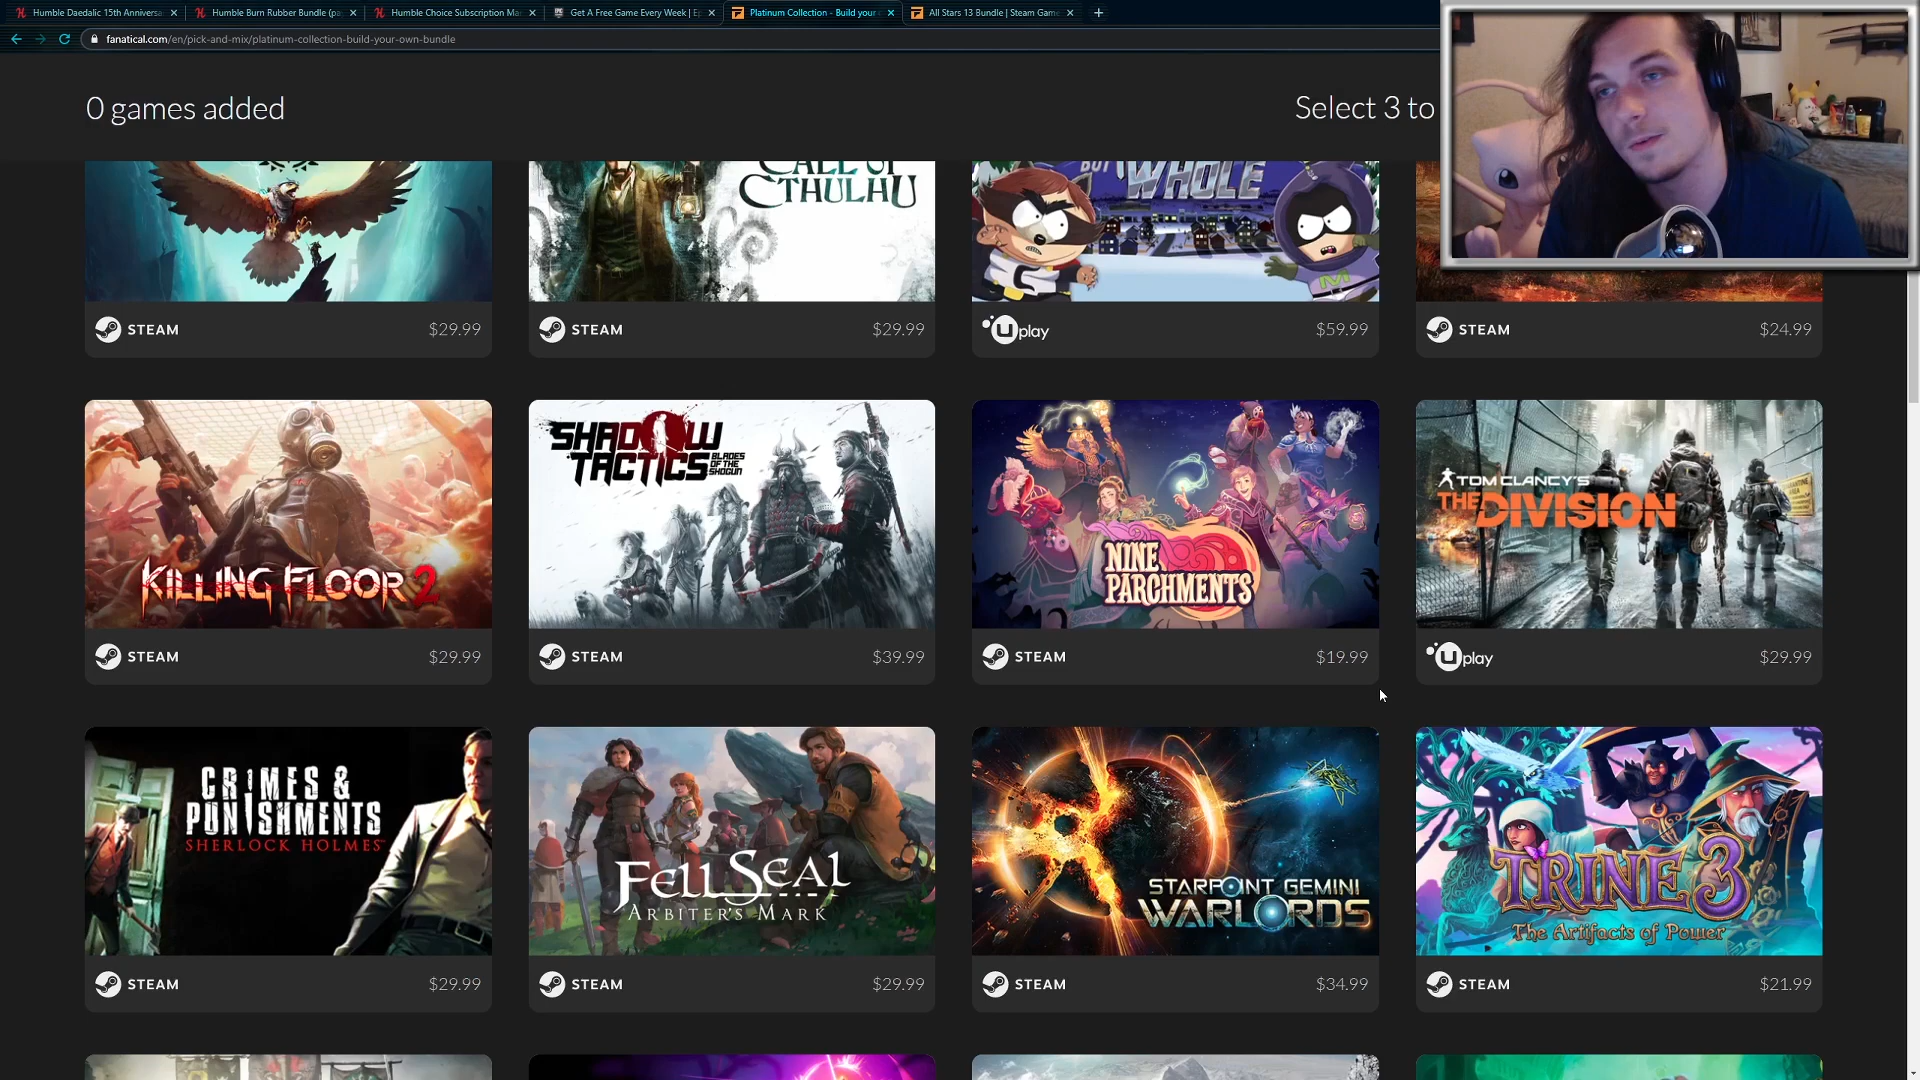 Humble Daedalic 15th Anniversa
Humble Burn Rubber Bundle (pa
Humble Choice Subscription Ma
Get A Free Game Every Week | Ep
Platinum Collection - Build your
All Stars 13 Bundle | Steam Game
fanatical.com/en/pick-and-mix/platinum-collection-build-your-own-bundle
0 games added
Select 3 to
CALL OF
CTHULHU
BUT WHOLE
STEAM $29.99
STEAM $29.99
Uplay $59.99
STEAM $24.99
KILLING FLOOR 2
SHADOW
TACTICS BLADES OF THE SHOGUN
NINE
PARCHMENTS
TOM CLANCY'S
THE DIVISION
STEAM $29.99
STEAM $39.99
STEAM $19.99
Uplay $29.99
CRIMES &
PUNISHMENTS
SHERLOCK HOLMES
FELL SEAL
ARBITER'S MARK
STARPOINT GEMINI
WARLORDS
TRINE 3
The Artifacts of Power
STEAM $29.99
STEAM $29.99
STEAM $34.99
STEAM $21.99